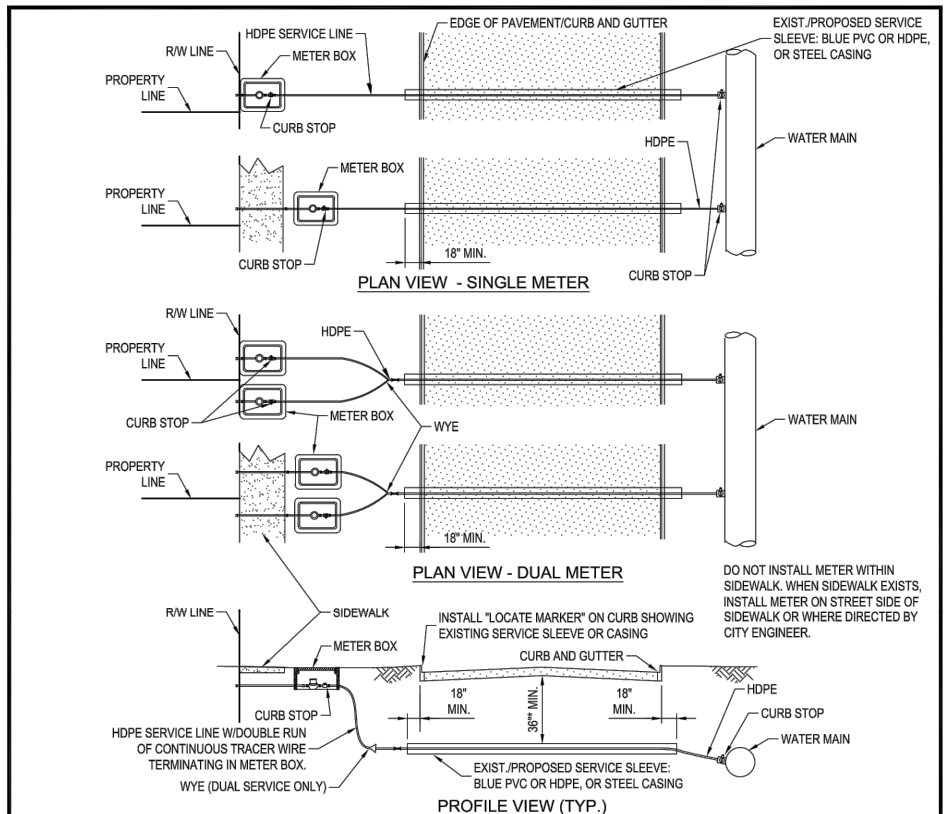 EDGE OF PAVEMENT/CURB AND GUTTER
EXIST./PROPOSED SERVICE
SLEEVE: BLUE PVC OR HDPE,
OR STEEL CASING
HDPE SERVICE LINE
R/W LINE
METER BOX
PROPERTY
LINE
CURB STOP
WATER MAIN
HDPE
METER BOX
PROPERTY
LINE
CURB STOP
18" MIN.
CURB STOP
PLAN VIEW - SINGLE METER
R/W LINE
HDPE
PROPERTY
LINE
CURB STOP
METER BOX
WYE
WATER MAIN
PROPERTY
LINE
18" MIN.
PLAN VIEW - DUAL METER
DO NOT INSTALL METER WITHIN
SIDEWALK. WHEN SIDEWALK EXISTS,
INSTALL METER ON STREET SIDE OF
SIDEWALK OR WHERE DIRECTED BY
CITY ENGINEER.
R/W LINE
SIDEWALK
INSTALL "LOCATE MARKER" ON CURB SHOWING
EXISTING SERVICE SLEEVE OR CASING
METER BOX
CURB AND GUTTER
18"
MIN.
36"* MIN.
18"
MIN.
HDPE
CURB STOP
WATER MAIN
CURB STOP
HDPE SERVICE LINE W/DOUBLE RUN
OF CONTINUOUS TRACER WIRE
TERMINATING IN METER BOX.
WYE (DUAL SERVICE ONLY)
EXIST./PROPOSED SERVICE SLEEVE:
BLUE PVC OR HDPE, OR STEEL CASING
PROFILE VIEW (TYP.)